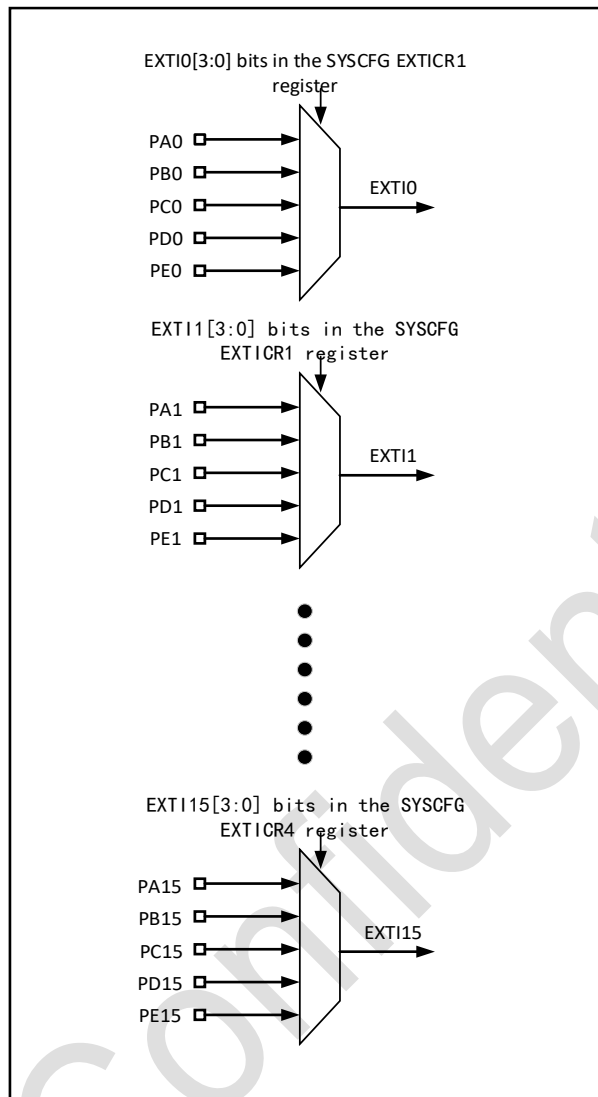 EXTI0[3:0] bits in the SYSCFG EXTICR1
register
PA0
PB0
PC0
PD0
PE0
EXTI0
EXTI1[3:0] bits in the SYSCFG
EXTICR1 register
PA1
PB1
PC1
PD1
PE1
EXTI1
EXTI15[3:0] bits in the SYSCFG
EXTICR4 register
PA15
PB15
PC15
PD15
PE15
EXTI15
Confiden